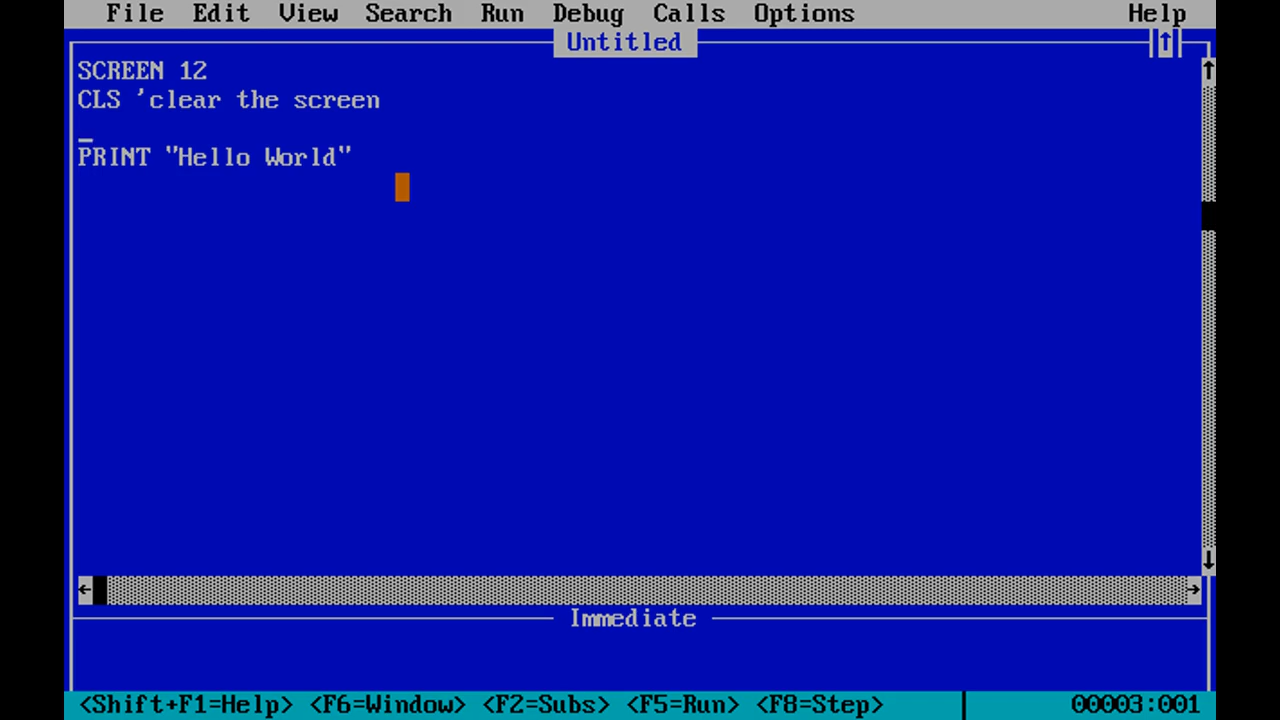 File Edit View Search Run Debug Calls Options Help
Untitled
SCREEN 12
CLS 'clear the screen
PRINT "Hello World"
Immediate
<Shift+F1=Help> <F6=Window> <F2=Subs> <F5=Run> <F8=Step> 00003:001